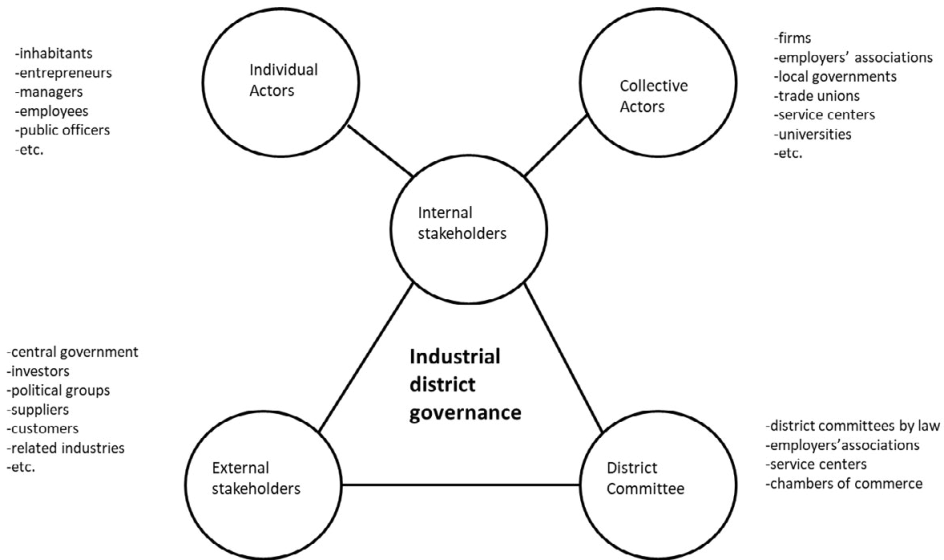 -inhabitants
-entrepreneurs
-managers
-employees
-public officers
-etc.
Individual
Actors
Collective
Actors
-firms
-employers' associations
-local governments
-trade unions
-service centers
-universities
-etc.
Internal
stakeholders
Industrial
district
governance
-central government
-investors
-political groups
-suppliers
-customers
-related industries
-etc.
External
stakeholders
District
Committee
-district committees by law
-employers'associations
-service centers
-chambers of commerce